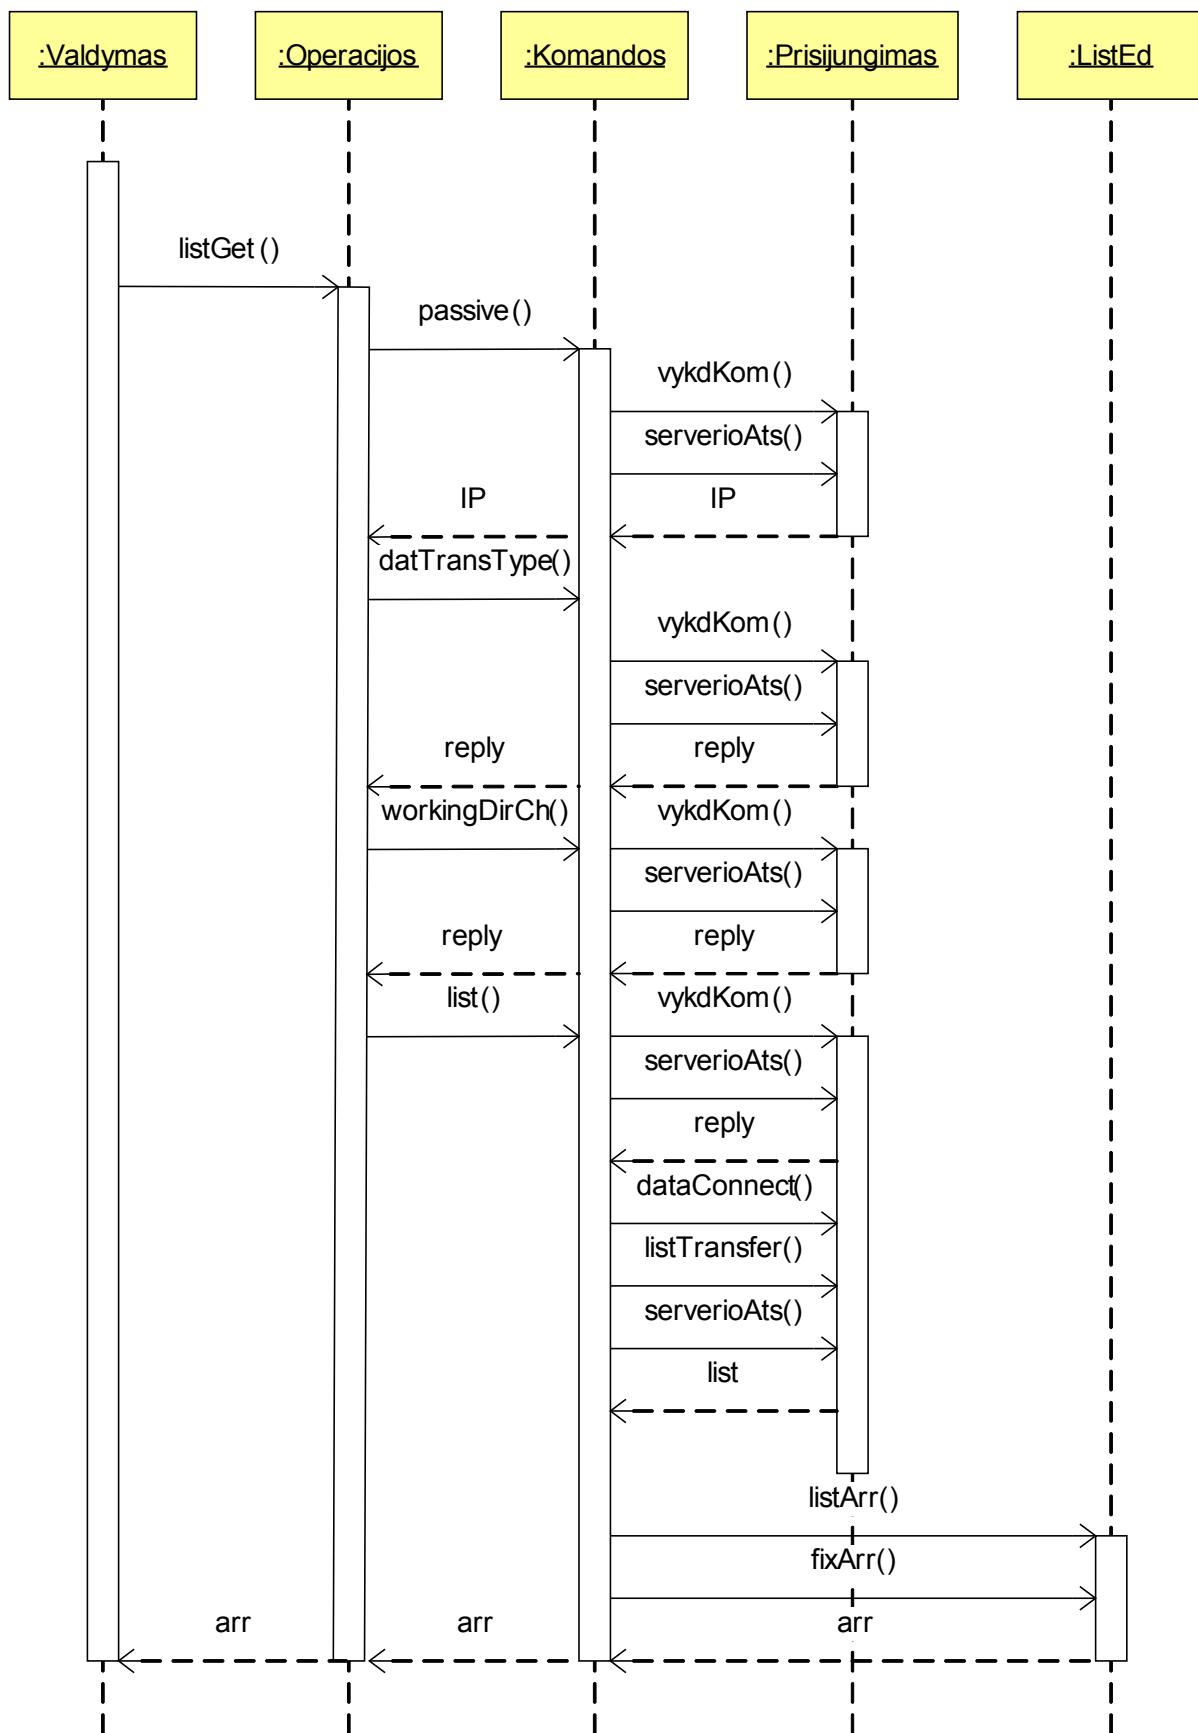 :Valdymas :Operacijos :Komandos :Prisijungimas :ListEd
listGet()
passive()
vykdKom()
serverioAts()
IP IP
datTransType()
vykdKom()
serverioAts()
reply reply
workingDirCh() vykdKom()
serverioAts()
reply reply
list() vykdKom()
serverioAts()
reply
dataConnect()
listTransfer()
serverioAts()
list
listArr()
fixArr()
arr arr arr